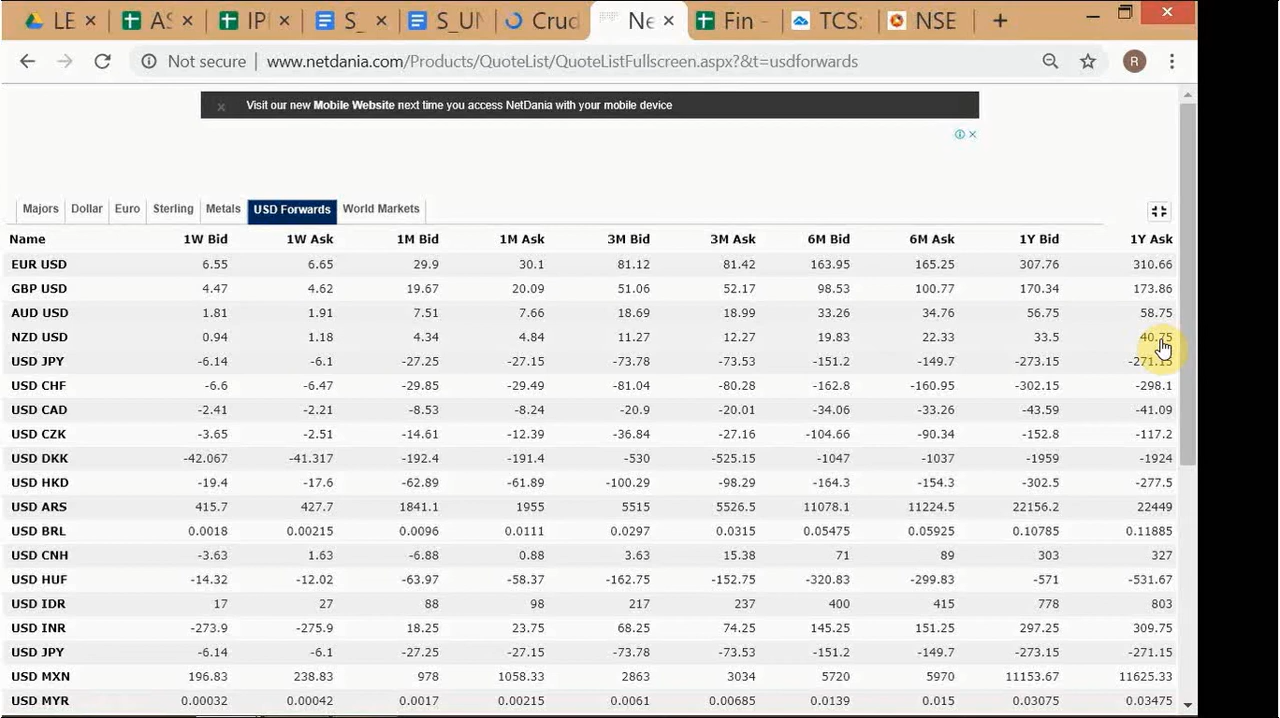 LE AS IPI S_ S_UN Crud Ne Fin - TCS: NSE
Not secure | www.netdania.com/Products/QuoteList/QuoteListFullscreen.aspx?&t=usdforwards R
Visit our new Mobile Website next time you access NetDania with your mobile device
Majors Dollar Euro Sterling Metals USD Forwards World Markets
Name 1W Bid 1W Ask 1M Bid 1M Ask 3M Bid 3M Ask 6M Bid 6M Ask 1Y Bid 1Y Ask
EUR USD 6.55 6.65 29.9 30.1 81.12 81.42 163.95 165.25 307.76 310.66
GBP USD 4.47 4.62 19.67 20.09 51.06 52.17 98.53 100.77 170.34 173.86
AUD USD 1.81 1.91 7.51 7.66 18.69 18.99 33.26 34.76 56.75 58.75
NZD USD 0.94 1.18 4.34 4.84 11.27 12.27 19.83 22.33 33.5 40.75
USD JPY -6.14 -6.1 -27.25 -27.15 -73.78 -73.53 -151.2 -149.7 -273.15 -271.15
USD CHF -6.6 -6.47 -29.85 -29.49 -81.04 -80.28 -162.8 -160.95 -302.15 -298.1
USD CAD -2.41 -2.21 -8.53 -8.24 -20.9 -20.01 -34.06 -33.26 -43.59 -41.09
USD CZK -3.65 -2.51 -14.61 -12.39 -36.84 -27.16 -104.66 -90.34 -152.8 -117.2
USD DKK -42.067 -41.317 -192.4 -191.4 -530 -525.15 -1047 -1037 -1959 -1924
USD HKD -19.4 -17.6 -62.89 -61.89 -100.29 -98.29 -164.3 -154.3 -302.5 -277.5
USD ARS 415.7 427.7 1841.1 1955 5515 5526.5 11078.1 11224.5 22156.2 22449
USD BRL 0.0018 0.00215 0.0096 0.0111 0.0297 0.0315 0.05475 0.05925 0.10785 0.11885
USD CNH -3.63 1.63 -6.88 0.88 3.63 15.38 71 89 303 327
USD HUF -14.32 -12.02 -63.97 -58.37 -162.75 -152.75 -320.83 -299.83 -571 -531.67
USD IDR 17 27 88 98 217 237 400 415 778 803
USD INR -273.9 -275.9 18.25 23.75 68.25 74.25 145.25 151.25 297.25 309.75
USD JPY -6.14 -6.1 -27.25 -27.15 -73.78 -73.53 -151.2 -149.7 -273.15 -271.15
USD MXN 196.83 238.83 978 1058.33 2863 3034 5720 5970 11153.67 11625.33
USD MYR 0.00032 0.00042 0.0017 0.00215 0.0061 0.00685 0.0139 0.015 0.03075 0.03475